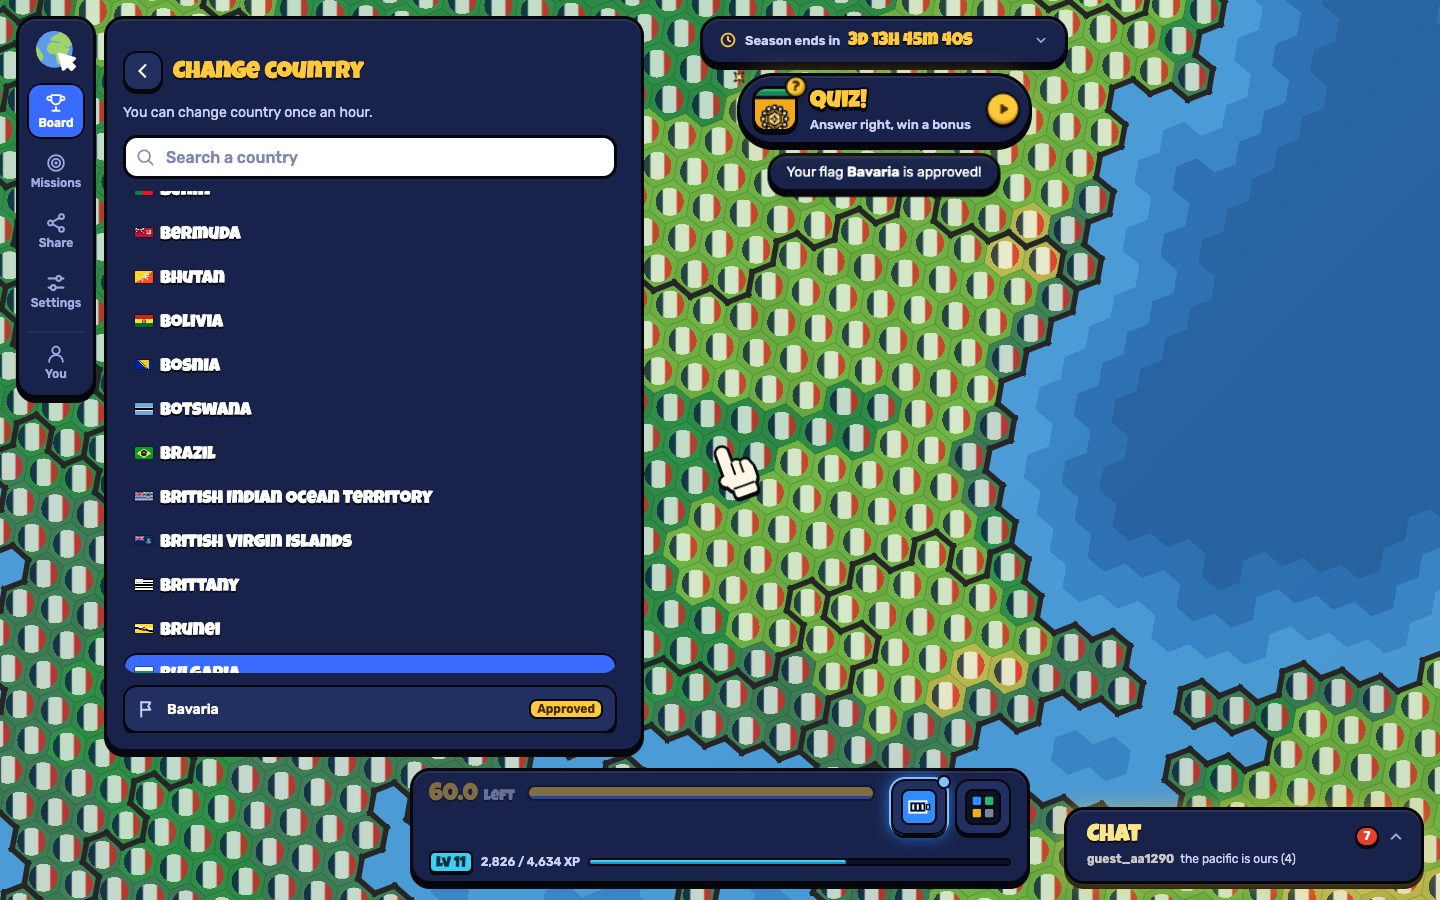 Board
Missions
Share
Settings
You
CHANGE COUNTRY
You can change country once an hour.
Search a country
BERMUDA
BHUTAN
BOLIVIA
BOSNIA
BOTSWANA
BRAZIL
BRITISH INDIAN OCEAN TERRITORY
BRITISH VIRGIN ISLANDS
BRITTANY
BRUNEI
BULGARIA
Bavaria
Approved
Season ends in 3D 13H 45M 40S
?
QUIZ!
Answer right, win a bonus
Your flag Bavaria is approved!
60.0 LEFT
LV 11 2,826 / 4,634 XP
CHAT
7
guest_aa1290 the pacific is ours (4)